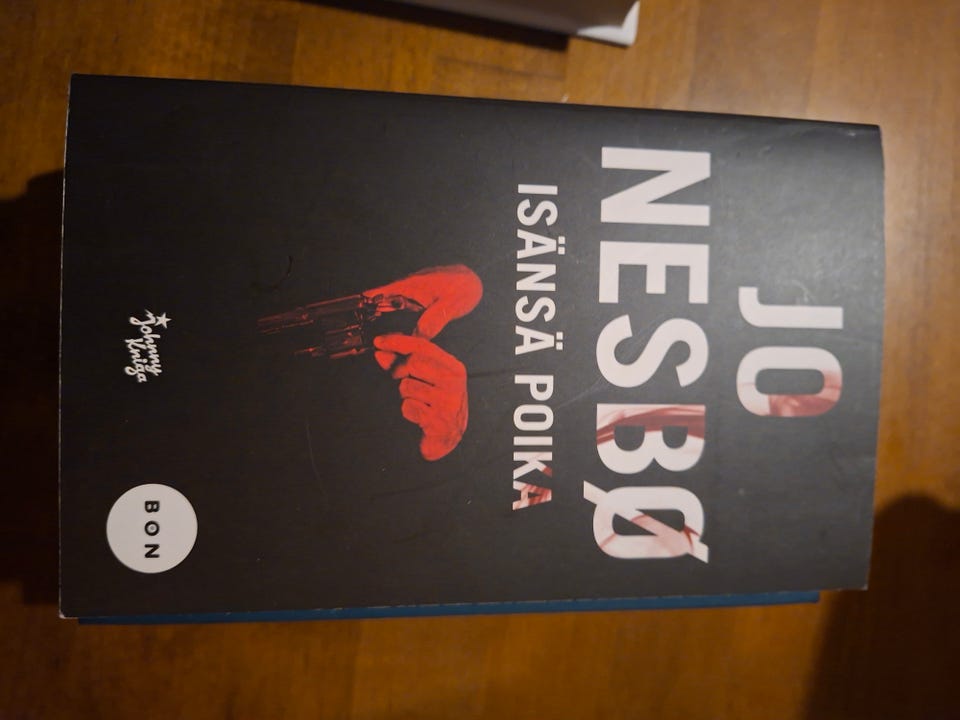 JO
NESBØ
ISÄNSÄ POIKA
Johnny
Kniga
BON